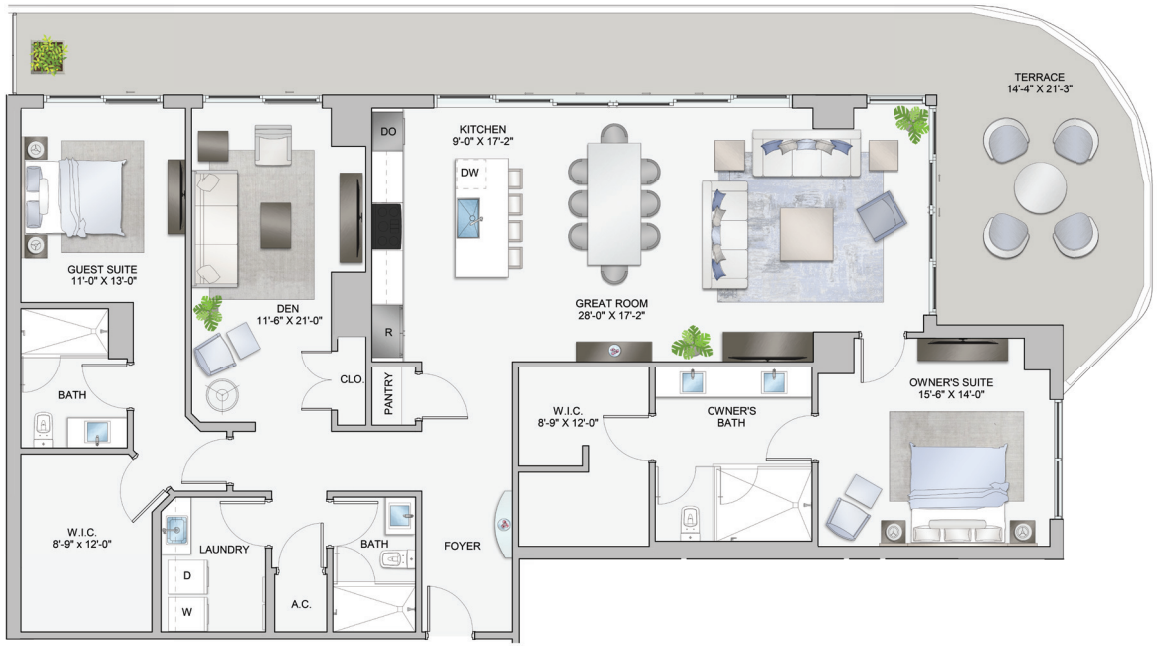 TERRACE
14'-4" X 21'-3"
DO
KITCHEN
9'-0" X 17'-2"
DW
GUEST SUITE
11'-0" X 13'-0"
DEN
11'-6" X 21'-0"
GREAT ROOM
28'-0" X 17'-2"
R
CLO.
PANTRY
BATH
W.I.C.
8'-9" X 12'-0"
CWNER'S
BATH
OWNER'S SUITE
15'-6" X 14'-0"
W.I.C.
8'-9" x 12'-0"
LAUNDRY
D
W
A.C.
BATH
FOYER